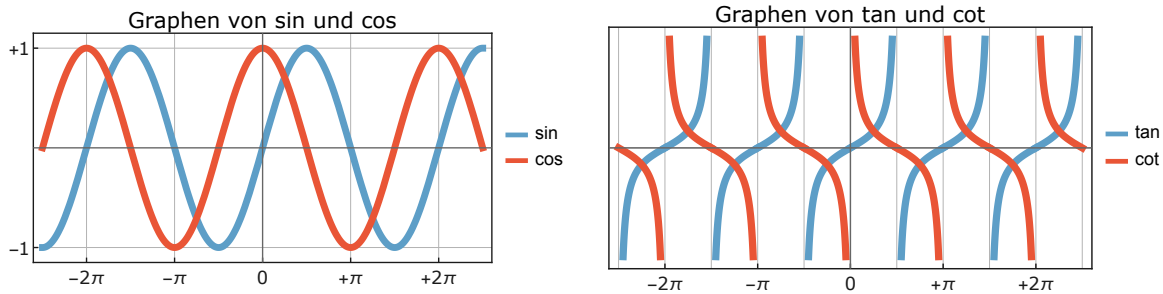 Graphen von sin und cos
+1
−1
−2π −π 0 +π +2π
sin
cos
Graphen von tan und cot
−2π −π 0 +π +2π
tan
cot